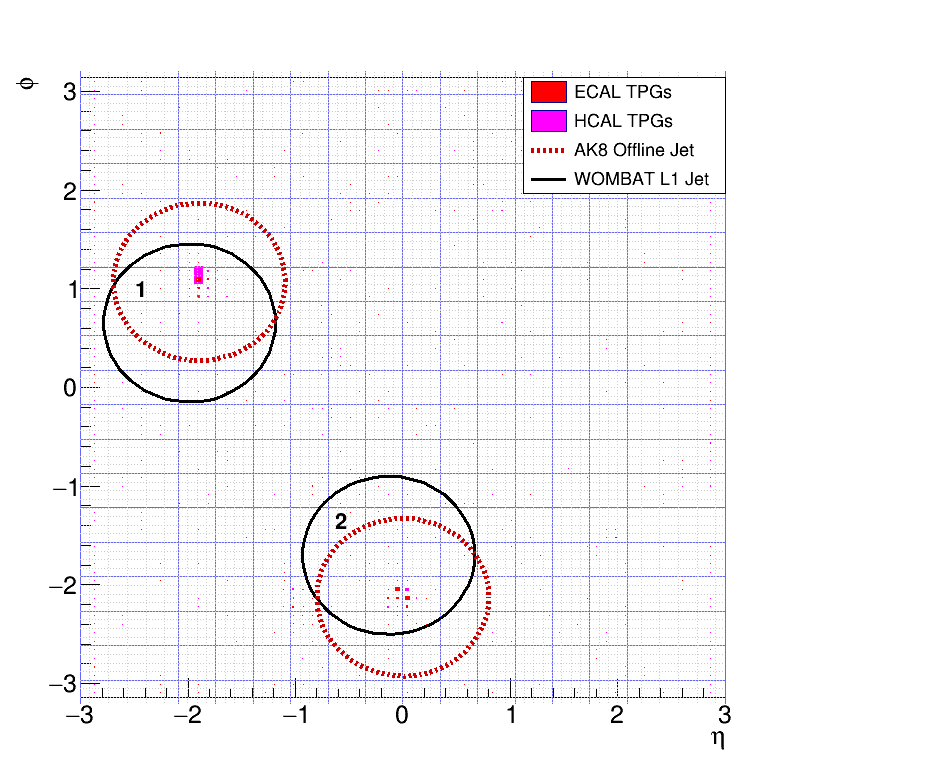 ϕ
3
2
1
0
−1
−2
−3
ECAL TPGs
HCAL TPGs
AK8 Offline Jet
WOMBAT L1 Jet
1
2
−3 −2 −1 0 1 2 3
η